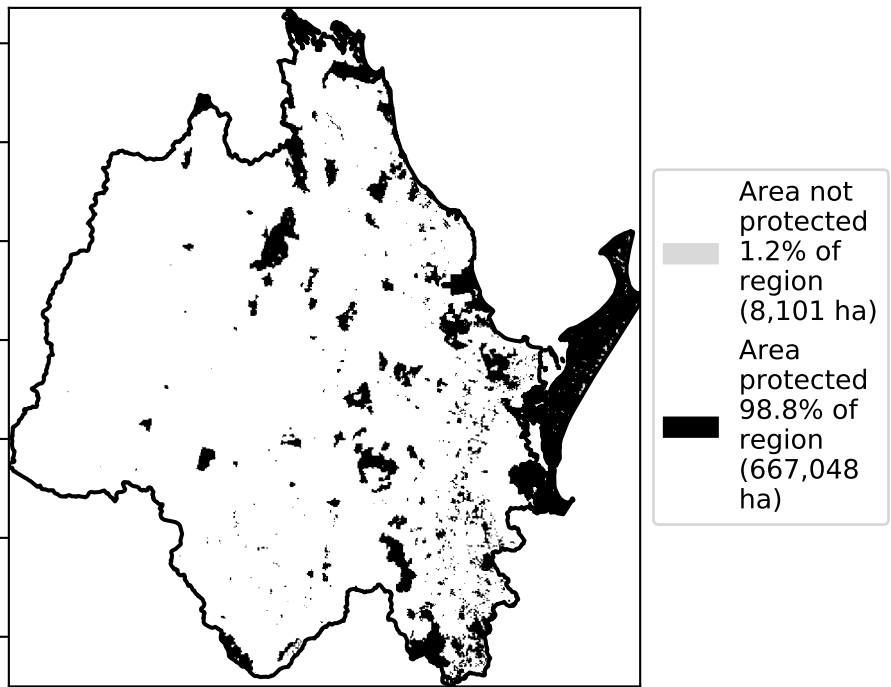 Area not
protected
1.2% of
region
(8,101 ha)
Area
protected
98.8% of
region
(667,048
ha)